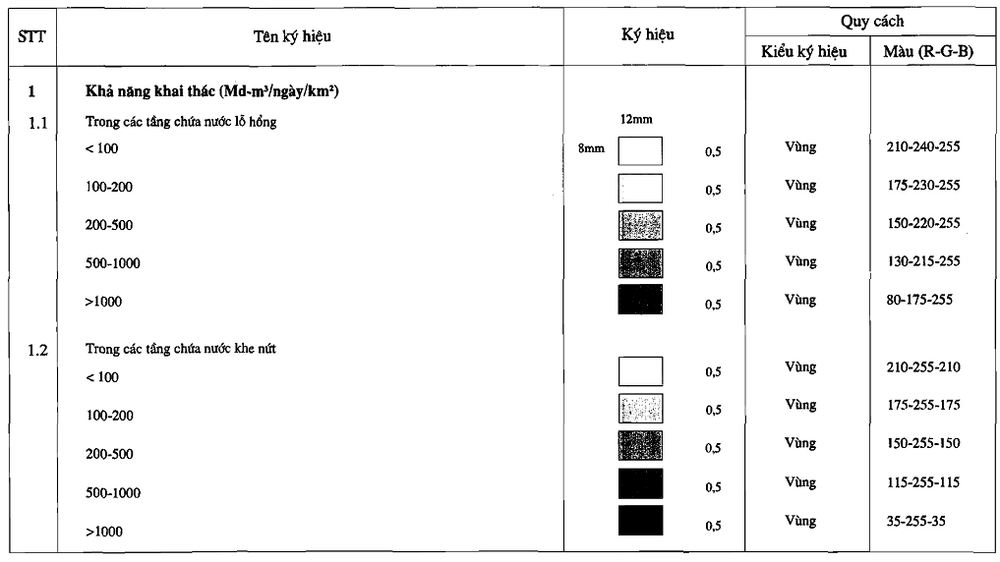 STT Tên ký hiệu Ký hiệu Quy cách
Kiểu ký hiệu Màu (R-G-B)
1 Khả năng khai thác (Md-m³/ngày/km²)
1.1 Trong các tầng chứa nước lỗ hổng 12mm
< 100 8mm 0,5 Vùng 210-240-255
100-200 0,5 Vùng 175-230-255
200-500 0,5 Vùng 150-220-255
500-1000 0,5 Vùng 130-215-255
>1000 0,5 Vùng 80-175-255
1.2 Trong các tầng chứa nước khe nứt
< 100 0,5 Vùng 210-255-210
100-200 0,5 Vùng 175-255-175
200-500 0,5 Vùng 150-255-150
500-1000 0,5 Vùng 115-255-115
>1000 0,5 Vùng 35-255-35